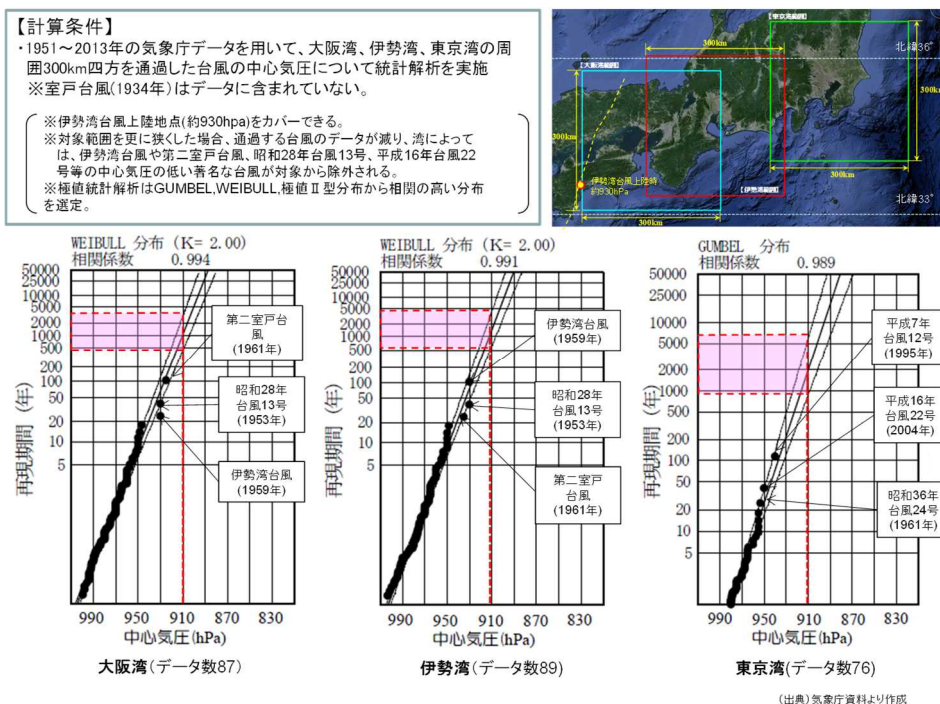 【計算条件】
・1951～2013年の気象庁データを用いて、大阪湾、伊勢湾、東京湾の周
囲300km四方を通過した台風の中心気圧について統計解析を実施
※室戸台風(1934年)はデータに含まれていない。
※伊勢湾台風上陸地点(約930hpa)をカバーできる。
※対象範囲を更に狭くした場合、通過する台風のデータが減り、湾によって
は、伊勢湾台風や第二室戸台風、昭和28年台風13号、平成16年台風22
号等の中心気圧の低い著名な台風が対象から除外される。
※極値統計解析はGUMBEL,WEIBULL,極値Ⅱ型分布から相関の高い分布
を選定。
【東京湾範囲】
300km
北緯36°
【大阪湾範囲】
300km
300km
300km
伊勢湾台風上陸時
約930hPa
【伊勢湾範囲】
北緯33°
300km
WEIBULL 分布 (K= 2.00)
相関係数 0.994
50000
20000
10000
5000
2000
1000
500
200
100
50
20
10
5
再現期間 (年)
第二室戸台
風
(1961年)
昭和28年
台風13号
(1953年)
伊勢湾台風
(1959年)
990 950 910 870 830
中心気圧(hPa)
大阪湾(データ数87)
WEIBULL 分布 (K= 2.00)
相関係数 0.991
50000
20000
10000
5000
2000
1000
500
200
100
50
20
10
5
再現期間 (年)
伊勢湾台風
(1959年)
昭和28年
台風13号
(1953年)
第二室戸
台風
(1961年)
990 950 910 870 830
中心気圧(hPa)
伊勢湾(データ数89)
GUMBEL 分布
相関係数 0.989
50000
10000
5000
2000
1000
500
200
100
50
20
10
5
再現期間 (年)
平成7年
台風12号
(1995年)
平成16年
台風22号
(2004年)
昭和36年
台風24号
(1961年)
990 950 910 870 830
中心気圧(hPa)
東京湾(データ数76)
(出典)気象庁資料より作成